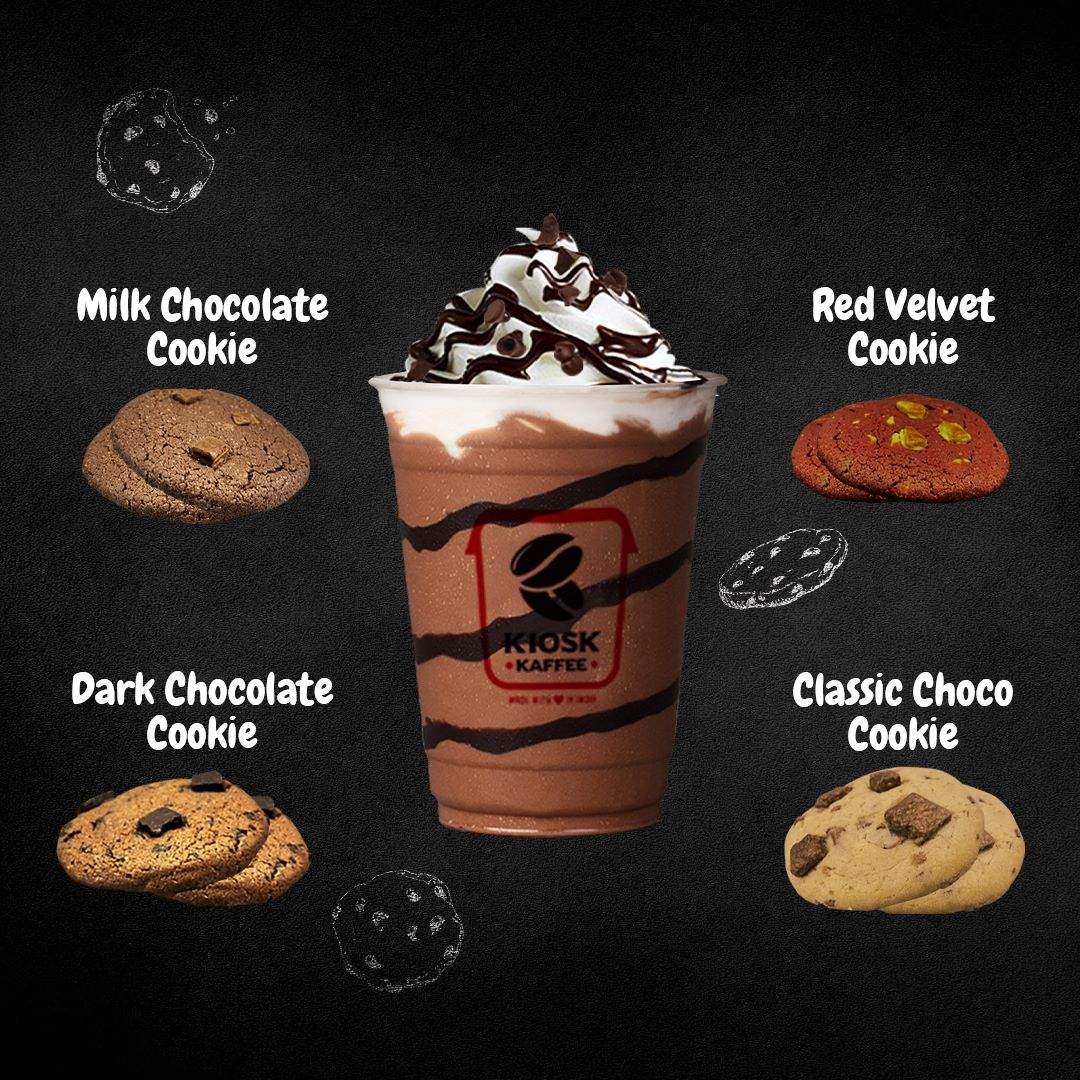 Milk Chocolate
Cookie
Red Velvet
Cookie
KIOSK
KAFFEE
Dark Chocolate
Cookie
Classic Choco
Cookie